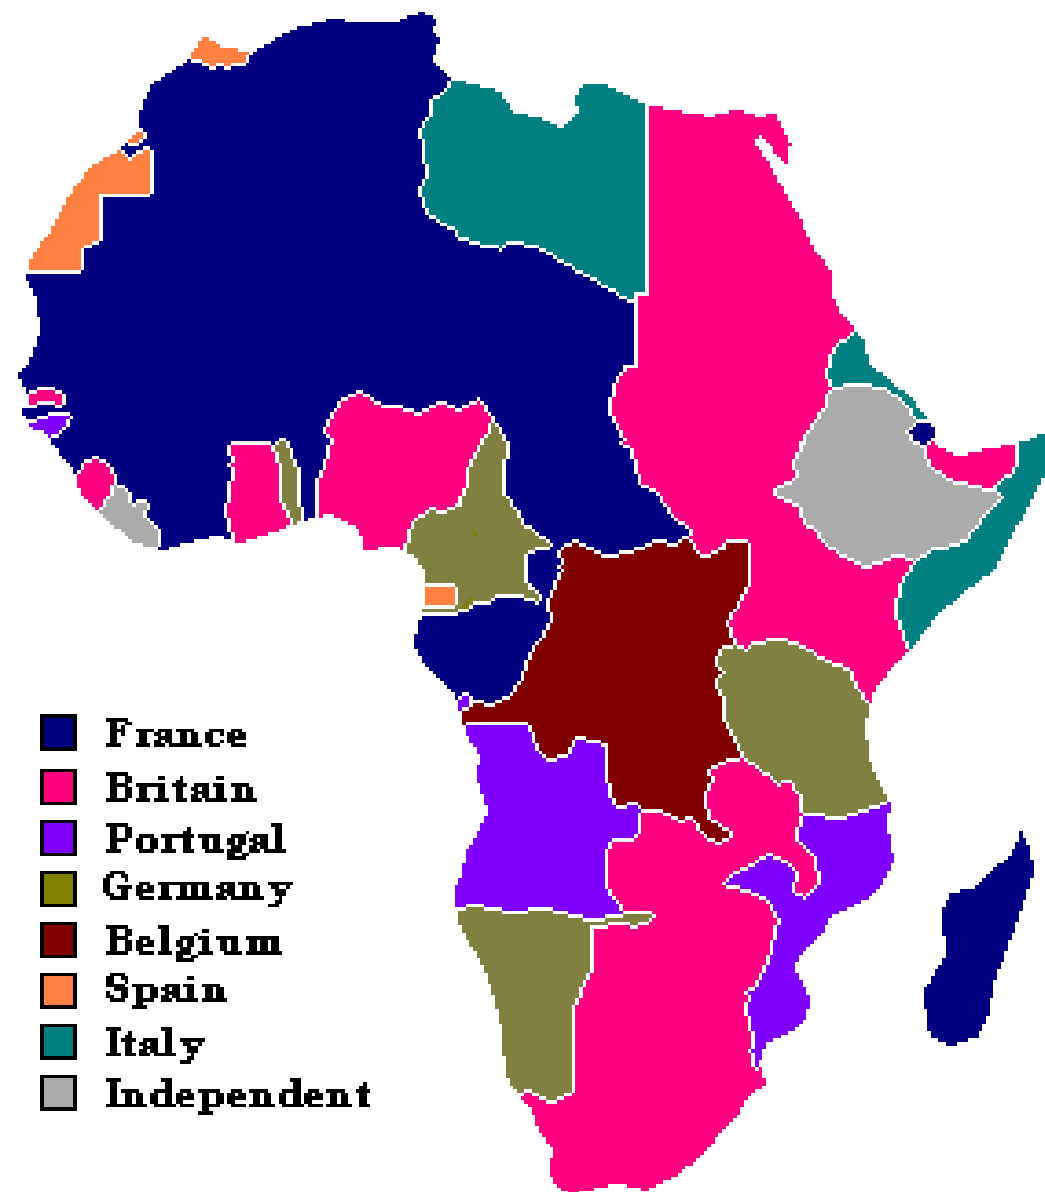 France
Britain
Portugal
Germany
Belgium
Spain
Italy
Independent